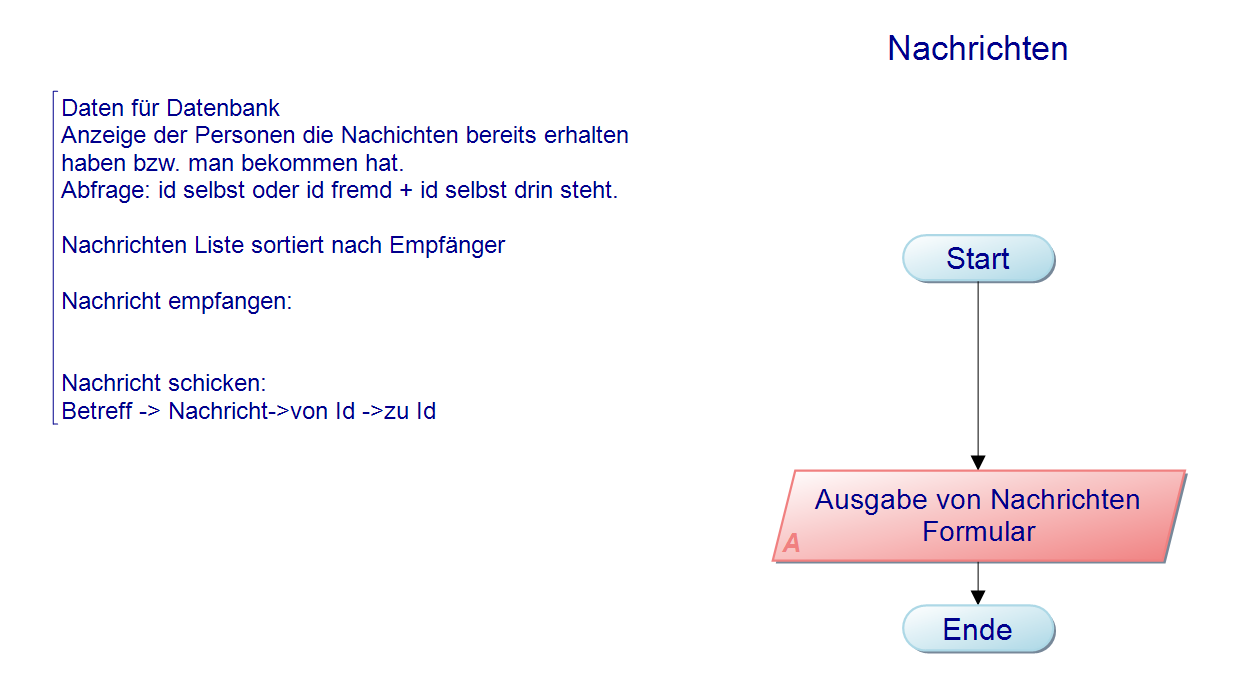 Nachrichten
Daten für Datenbank
Anzeige der Personen die Nachichten bereits erhalten
haben bzw. man bekommen hat.
Abfrage: id selbst oder id fremd + id selbst drin steht.
Nachrichten Liste sortiert nach Empfänger
Nachricht empfangen:
Nachricht schicken:
Betreff -> Nachricht->von Id ->zu Id
Start
Ausgabe von Nachrichten
Formular
A
Ende